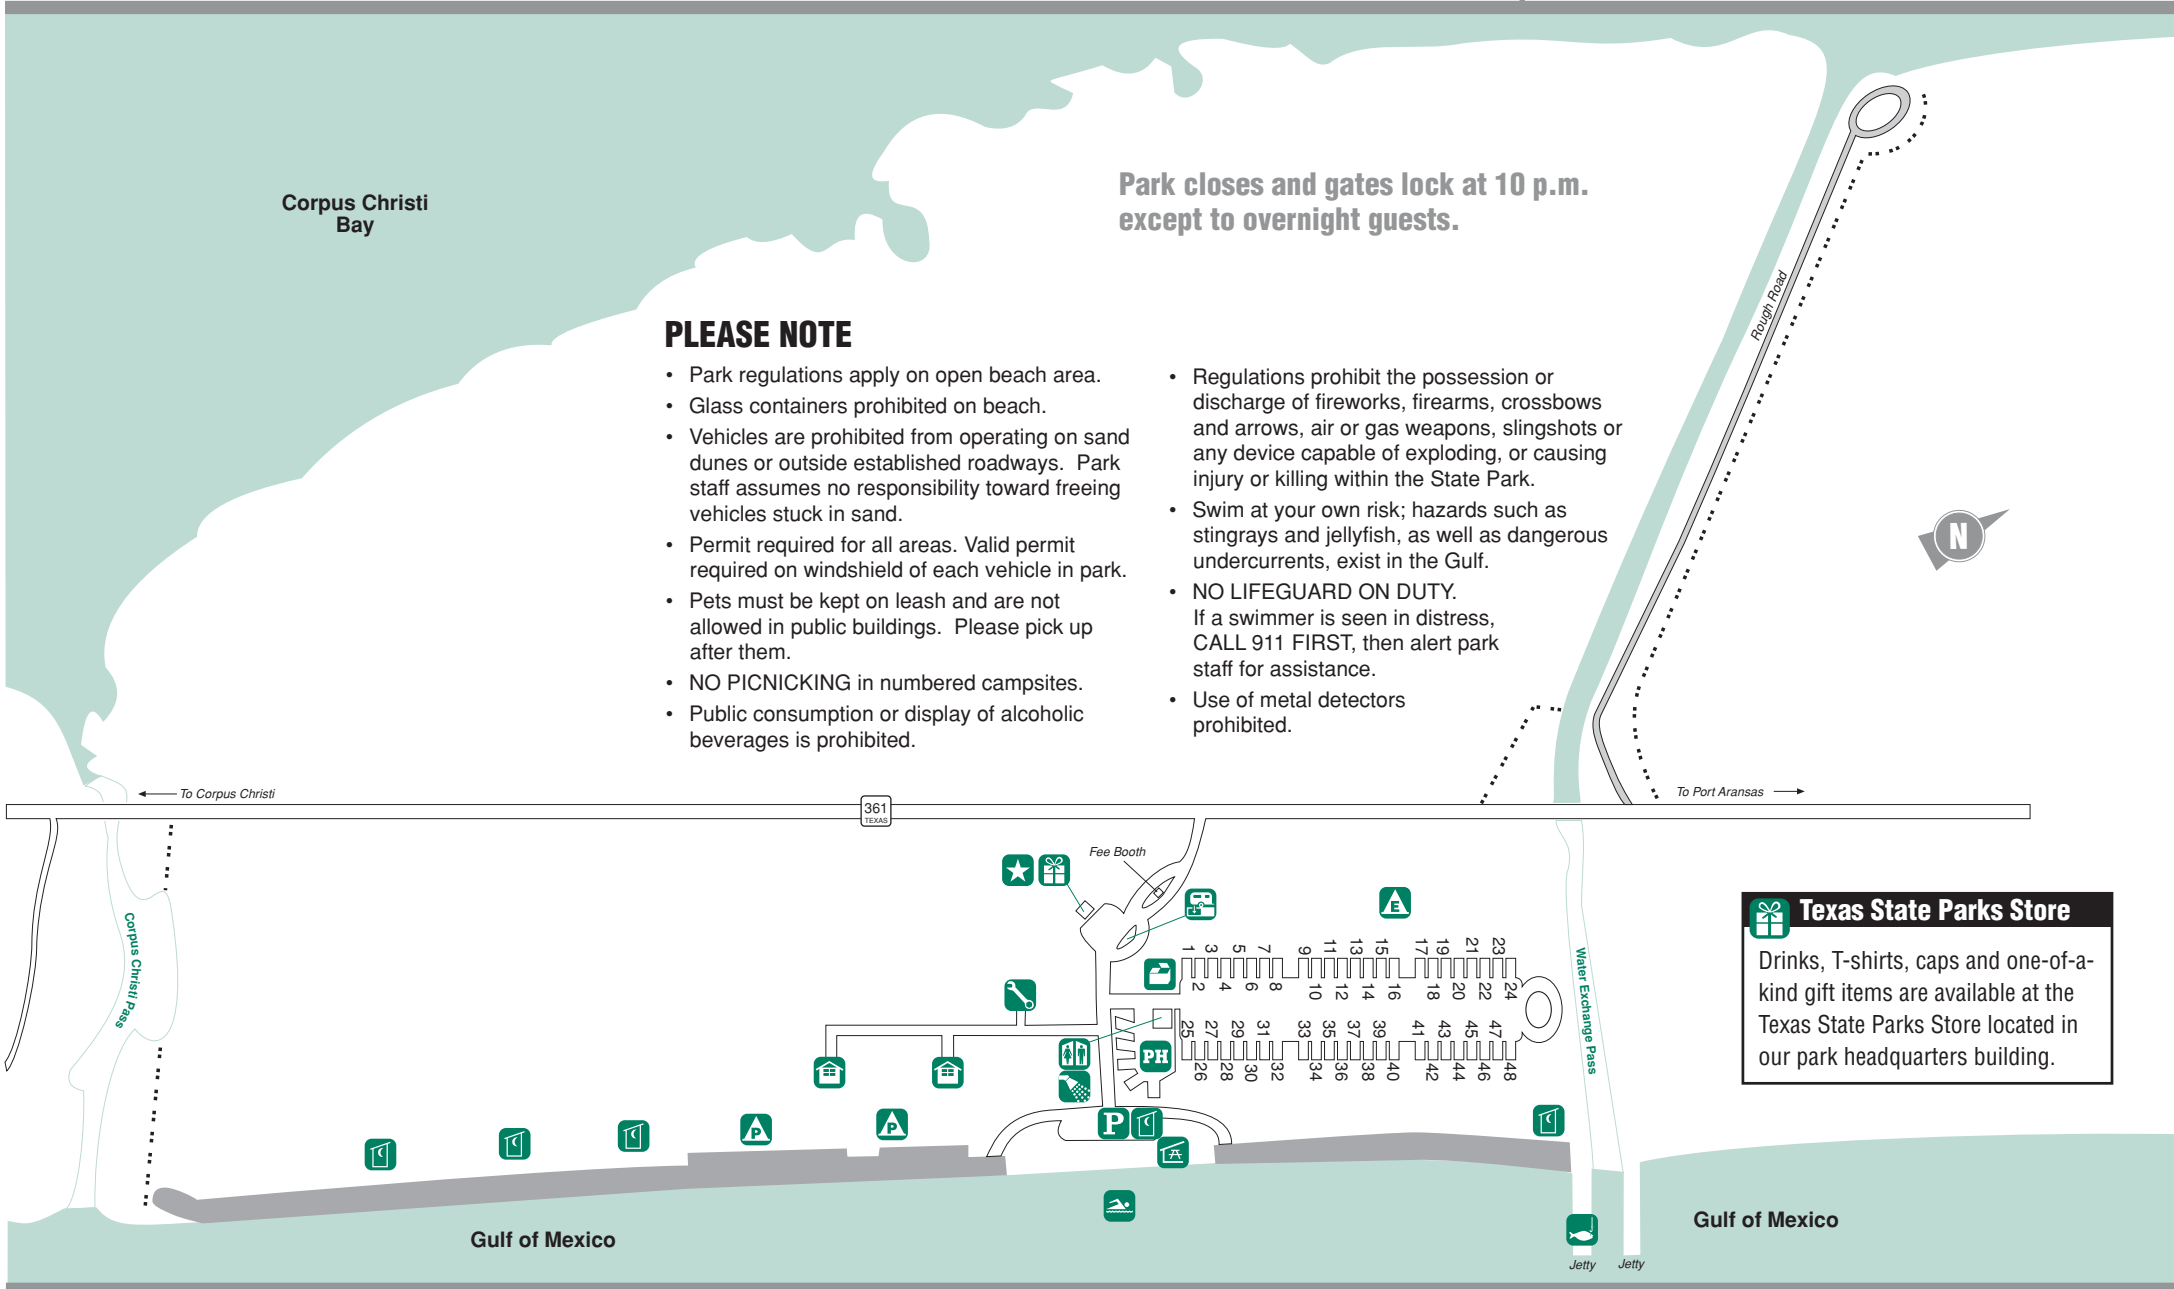 Corpus Christi
Bay
Park closes and gates lock at 10 p.m.
except to overnight guests.
Rough Road
PLEASE NOTE
• Park regulations apply on open beach area.
• Glass containers prohibited on beach.
• Vehicles are prohibited from operating on sand
dunes or outside established roadways. Park
staff assumes no responsibility toward freeing
vehicles stuck in sand.
• Permit required for all areas. Valid permit
required on windshield of each vehicle in park.
• Pets must be kept on leash and are not
allowed in public buildings. Please pick up
after them.
• NO PICNICKING in numbered campsites.
• Public consumption or display of alcoholic
beverages is prohibited.
• Regulations prohibit the possession or
discharge of fireworks, firearms, crossbows
and arrows, air or gas weapons, slingshots or
any device capable of exploding, or causing
injury or killing within the State Park.
• Swim at your own risk; hazards such as
stingrays and jellyfish, as well as dangerous
undercurrents, exist in the Gulf.
• NO LIFEGUARD ON DUTY.
If a swimmer is seen in distress,
CALL 911 FIRST, then alert park
staff for assistance.
• Use of metal detectors
prohibited.
N
To Corpus Christi
361
TEXAS
To Port Aransas
Fee Booth
E
Corpus Christi Pass
Water Exchange Pass
1 3 5 7 9 11 13 15 17 19 21 23
2 4 6 8 10 12 14 16 18 20 22 24
25 27 29 31 33 35 37 39 41 43 45 47
26 28 30 32 34 36 38 40 42 44 46 48
PH
P
P
P
Texas State Parks Store
Drinks, T-shirts, caps and one-of-a-
kind gift items are available at the
Texas State Parks Store located in
our park headquarters building.
Gulf of Mexico
Gulf of Mexico
Jetty
Jetty